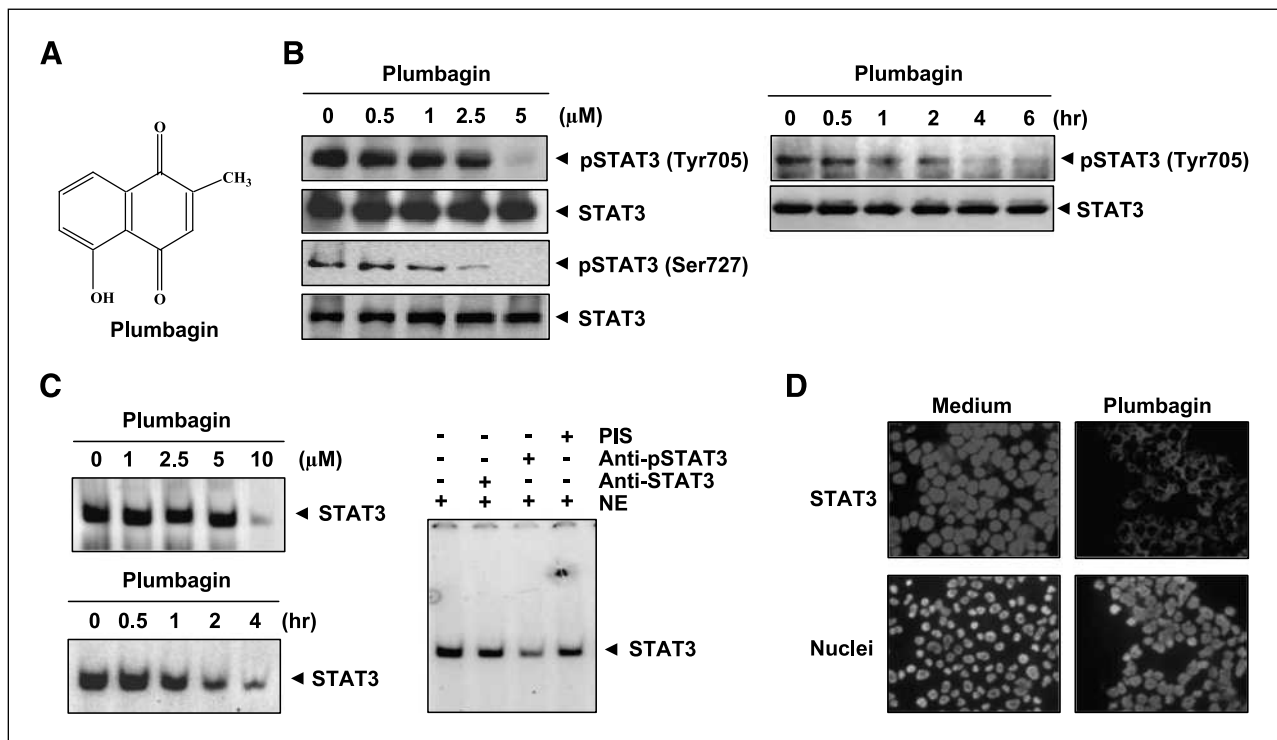 A
O
CH3
OH
O
Plumbagin
B
Plumbagin
0 0.5 1 2.5 5 (μM)
pSTAT3 (Tyr705)
STAT3
pSTAT3 (Ser727)
STAT3
Plumbagin
0 0.5 1 2 4 6 (hr)
pSTAT3 (Tyr705)
STAT3
C
Plumbagin
0 1 2.5 5 10 (μM)
STAT3
Plumbagin
0 0.5 1 2 4 (hr)
STAT3
- - - + PIS
- - + - Anti-pSTAT3
- + - - Anti-STAT3
+ + + + NE
STAT3
D
Medium Plumbagin
STAT3
Nuclei